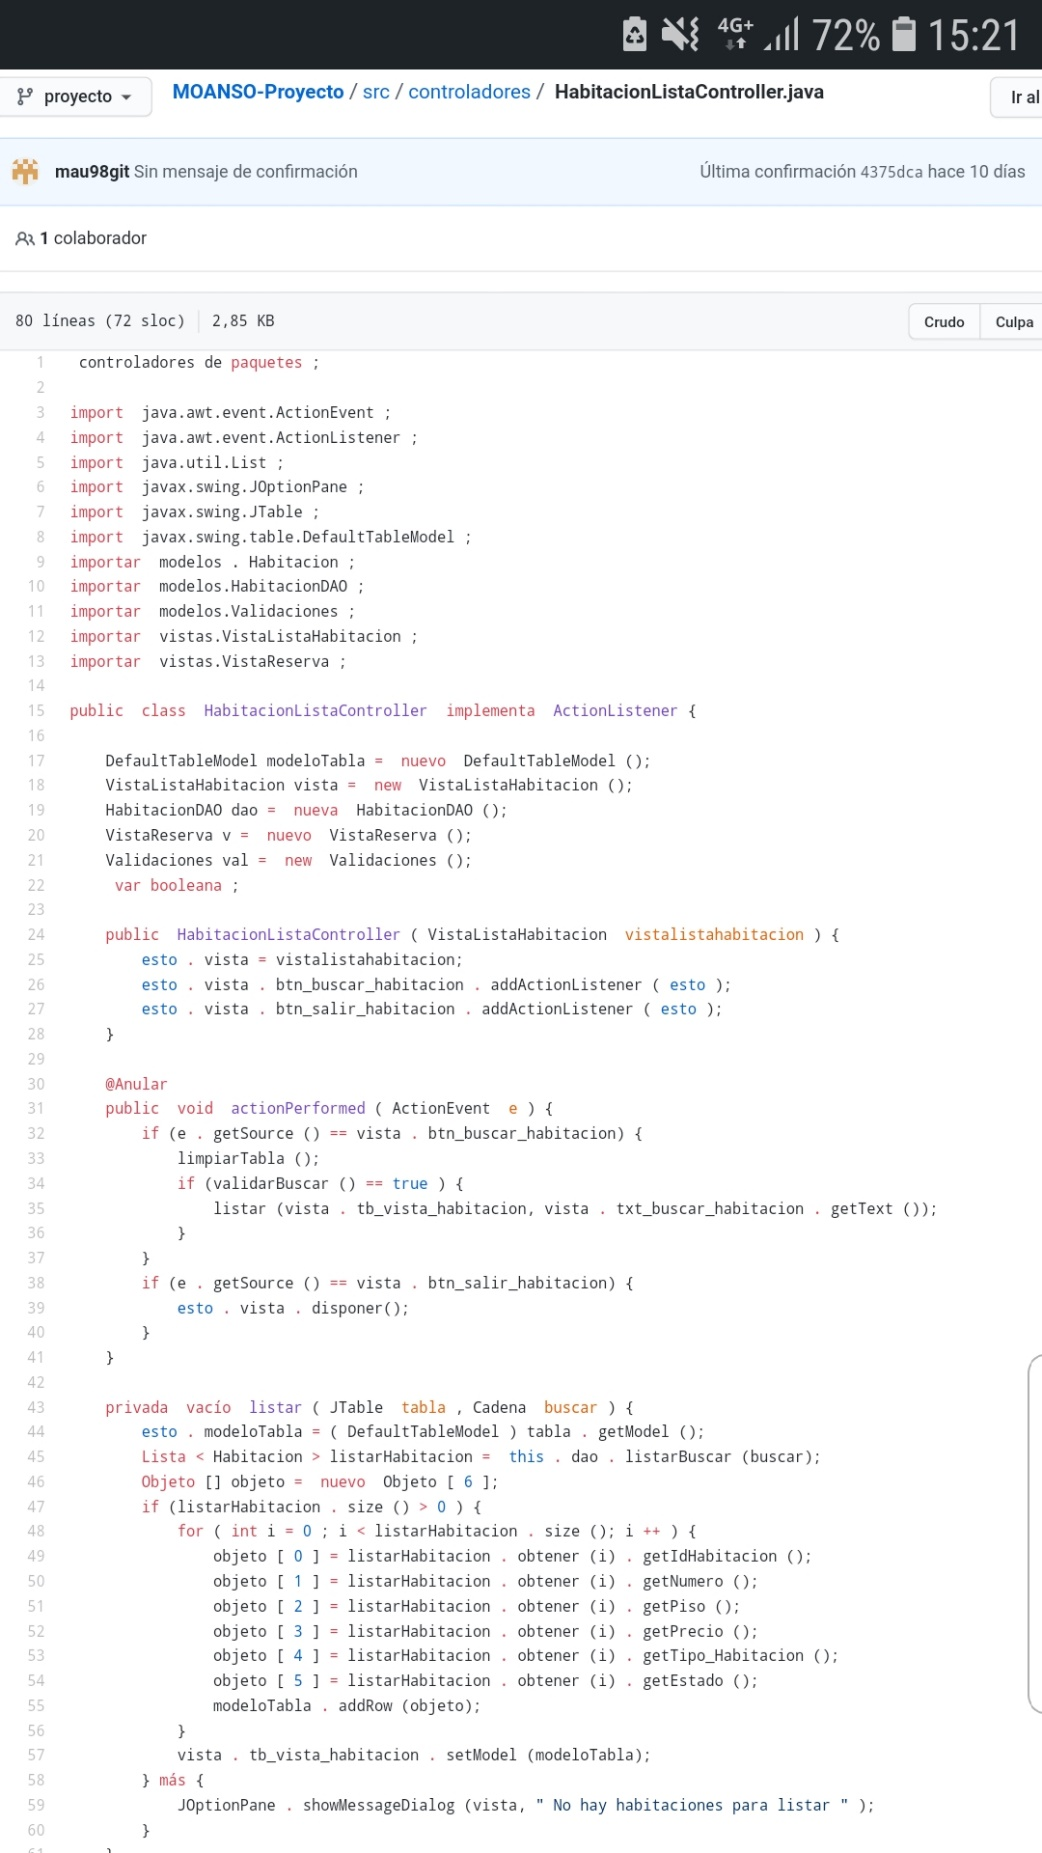 4G+ 72% 15:21
proyecto MOANSO-Proyecto / src / controladores / HabitacionListaController.java Ir al
mau98git Sin mensaje de confirmación Última confirmación 4375dca hace 10 días
1 colaborador
80 líneas (72 sloc) 2,85 KB Crudo Culpa
1 controladores de paquetes ;
2
3 import java.awt.event.ActionEvent ;
4 import java.awt.event.ActionListener ;
5 import java.util.List ;
6 import javax.swing.JOptionPane ;
7 import javax.swing.JTable ;
8 import javax.swing.table.DefaultTableModel ;
9 importar modelos . Habitacion ;
10 importar modelos.HabitacionDAO ;
11 importar modelos.Validaciones ;
12 importar vistas.VistaListaHabitacion ;
13 importar vistas.VistaReserva ;
14
15 public class HabitacionListaController implementa ActionListener {
16
17 DefaultTableModel modeloTabla = nuevo DefaultTableModel ();
18 VistaListaHabitacion vista = new VistaListaHabitacion ();
19 HabitacionDAO dao = nueva HabitacionDAO ();
20 VistaReserva v = nuevo VistaReserva ();
21 Validaciones val = new Validaciones ();
22 var booleana ;
23
24 public HabitacionListaController ( VistaListaHabitacion vistalistahabitacion ) {
25 esto . vista = vistalistahabitacion;
26 esto . vista . btn_buscar_habitacion . addActionListener ( esto );
27 esto . vista . btn_salir_habitacion . addActionListener ( esto );
28 }
29
30 @Anular
31 public void actionPerformed ( ActionEvent e ) {
32 if (e . getSource () == vista . btn_buscar_habitacion) {
33 limpiarTabla ();
34 if (validarBuscar () == true ) {
35 listar (vista . tb_vista_habitacion, vista . txt_buscar_habitacion . getText ());
36 }
37 }
38 if (e . getSource () == vista . btn_salir_habitacion) {
39 esto . vista . disponer();
40 }
41 }
42
43 privada vacío listar ( JTable tabla , Cadena buscar ) {
44 esto . modeloTabla = ( DefaultTableModel ) tabla . getModel ();
45 Lista < Habitacion > listarHabitacion = this . dao . listarBuscar (buscar);
46 Objeto [] objeto = nuevo Objeto [ 6 ];
47 if (listarHabitacion . size () > 0 ) {
48 for ( int i = 0 ; i < listarHabitacion . size (); i ++ ) {
49 objeto [ 0 ] = listarHabitacion . obtener (i) . getIdHabitacion ();
50 objeto [ 1 ] = listarHabitacion . obtener (i) . getNumero ();
51 objeto [ 2 ] = listarHabitacion . obtener (i) . getPiso ();
52 objeto [ 3 ] = listarHabitacion . obtener (i) . getPrecio ();
53 objeto [ 4 ] = listarHabitacion . obtener (i) . getTipo_Habitacion ();
54 objeto [ 5 ] = listarHabitacion . obtener (i) . getEstado ();
55 modeloTabla . addRow (objeto);
56 }
57 vista . tb_vista_habitacion . setModel (modeloTabla);
58 } más {
59 JOptionPane . showMessageDialog (vista, " No hay habitaciones para listar " );
60 }